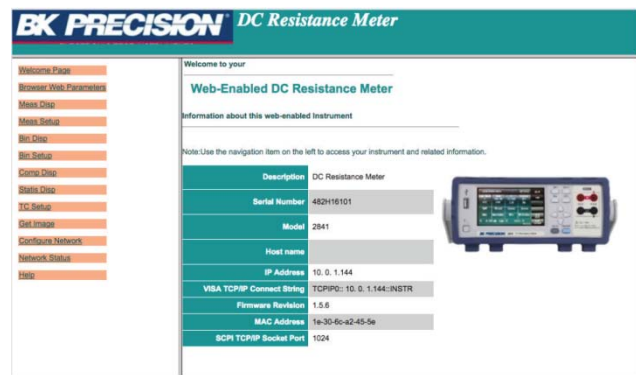 BK PRECISION® DC Resistance Meter
Welcome Page
Browser Web Parameters
Meas Disp
Meas Setup
Bin Disp
Bin Setup
Comp Disp
Statis Disp
TC Setup
Get Image
Configure Network
Network Status
Help
Welcome to your
Web-Enabled DC Resistance Meter
Information about this web-enabled Instrument
Note:Use the navigation item on the left to access your instrument and related information.
Description DC Resistance Meter
Serial Number 482H16101
Model 2841
Host name
IP Address 10. 0. 1.144
VISA TCP/IP Connect String TCPIP0:: 10. 0. 1.144::INSTR
Firmware Revision 1.5.6
MAC Address 1e-30-6c-a2-45-5e
SCPI TCP/IP Socket Port 1024
BK PRECISION